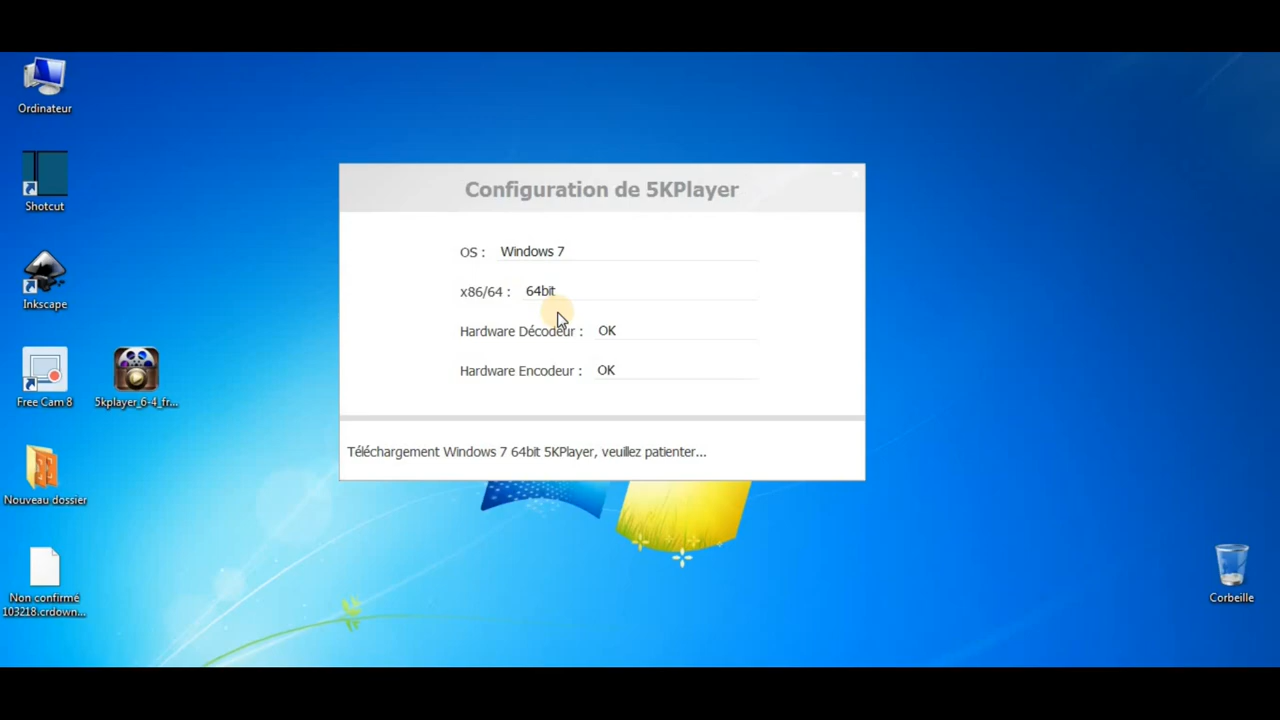 Ordinateur
Shotcut
Inkscape
Free Cam 8
5kplayer_6-4_fr...
Nouveau dossier
Non confirmé
103218.crdown...
Configuration de 5KPlayer
OS : Windows 7
x86/64 : 64bit
Hardware Décodeur : OK
Hardware Encodeur : OK
Téléchargement Windows 7 64bit 5KPlayer, veuillez patienter...
Corbeille